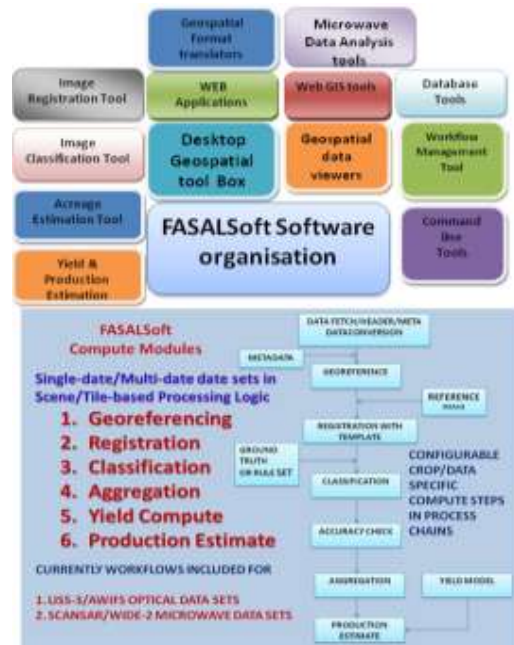 Geospatial
Format
translators
Microwave
Data Analysis
tools
Image
Registration Tool
WEB
Applications
Web GIS tools
Database
Tools
Image
Classification Tool
Desktop
Geospatial
tool Box
Geospatial
data
viewers
Workflow
Management
Tool
Acreage
Estimation Tool
FASALSoft Software
organisation
Command
line
Tools
Yield &
Production
Estimation
FASALSoft
Compute Modules
Single-date/Multi-date date sets in
Scene/Tile-based Processing Logic
1. Georeferencing
2. Registration
3. Classification
4. Aggregation
5. Yield Compute
6. Production Estimate
CURRENTLY WORKFLOWS INCLUDED FOR
1. LISS-3/AWIFS OPTICAL DATA SETS
2. SCANSAR/WIDE-2 MICROWAVE DATA SETS
DATA FETCH/HEADER/META
DATACONVERSION
METADATA
GEOREFERENCE
REFERENCE
REGISTRATION WITH
TEMPLATE
GROUND
TRUTH
OR RULE SET
CLASSIFICATION
CONFIGURABLE
CROP/DATA
SPECIFIC
COMPUTE STEPS
IN PROCESS
CHAINS
ACCURACY CHECK
AGGREGATION
YIELD MODEL
PRODUCTION
ESTIMATE